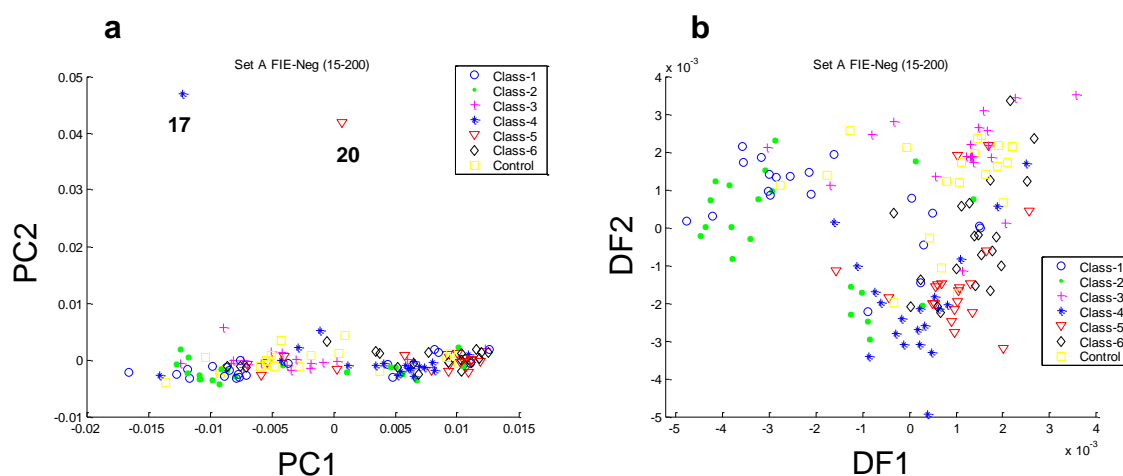 a
Set A FIE-Neg (15-200)
0.05
0.04
0.03
0.02
0.01
0
-0.01
-0.02
-0.015
-0.01
-0.005
0
0.005
0.01
0.015
PC2
PC1
17
20
Class-1
Class-2
Class-3
Class-4
Class-5
Class-6
Control
b
x 10⁻³
Set A FIE-Neg (15-200)
4
3
2
1
0
-1
-2
-3
-4
-5
-5
-4
-3
-2
-1
0
1
2
3
4
x 10⁻³
DF2
DF1
Class-1
Class-2
Class-3
Class-4
Class-5
Class-6
Control